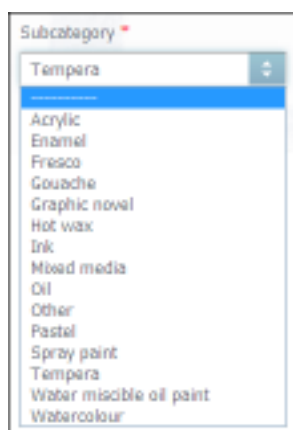 Subcategory *
Tempera
----------
Acrylic
Enamel
Fresco
Gouache
Graphic novel
Hot wax
Ink
Mixed media
Oil
Other
Pastel
Spray paint
Tempera
Water miscible oil paint
Watercolour